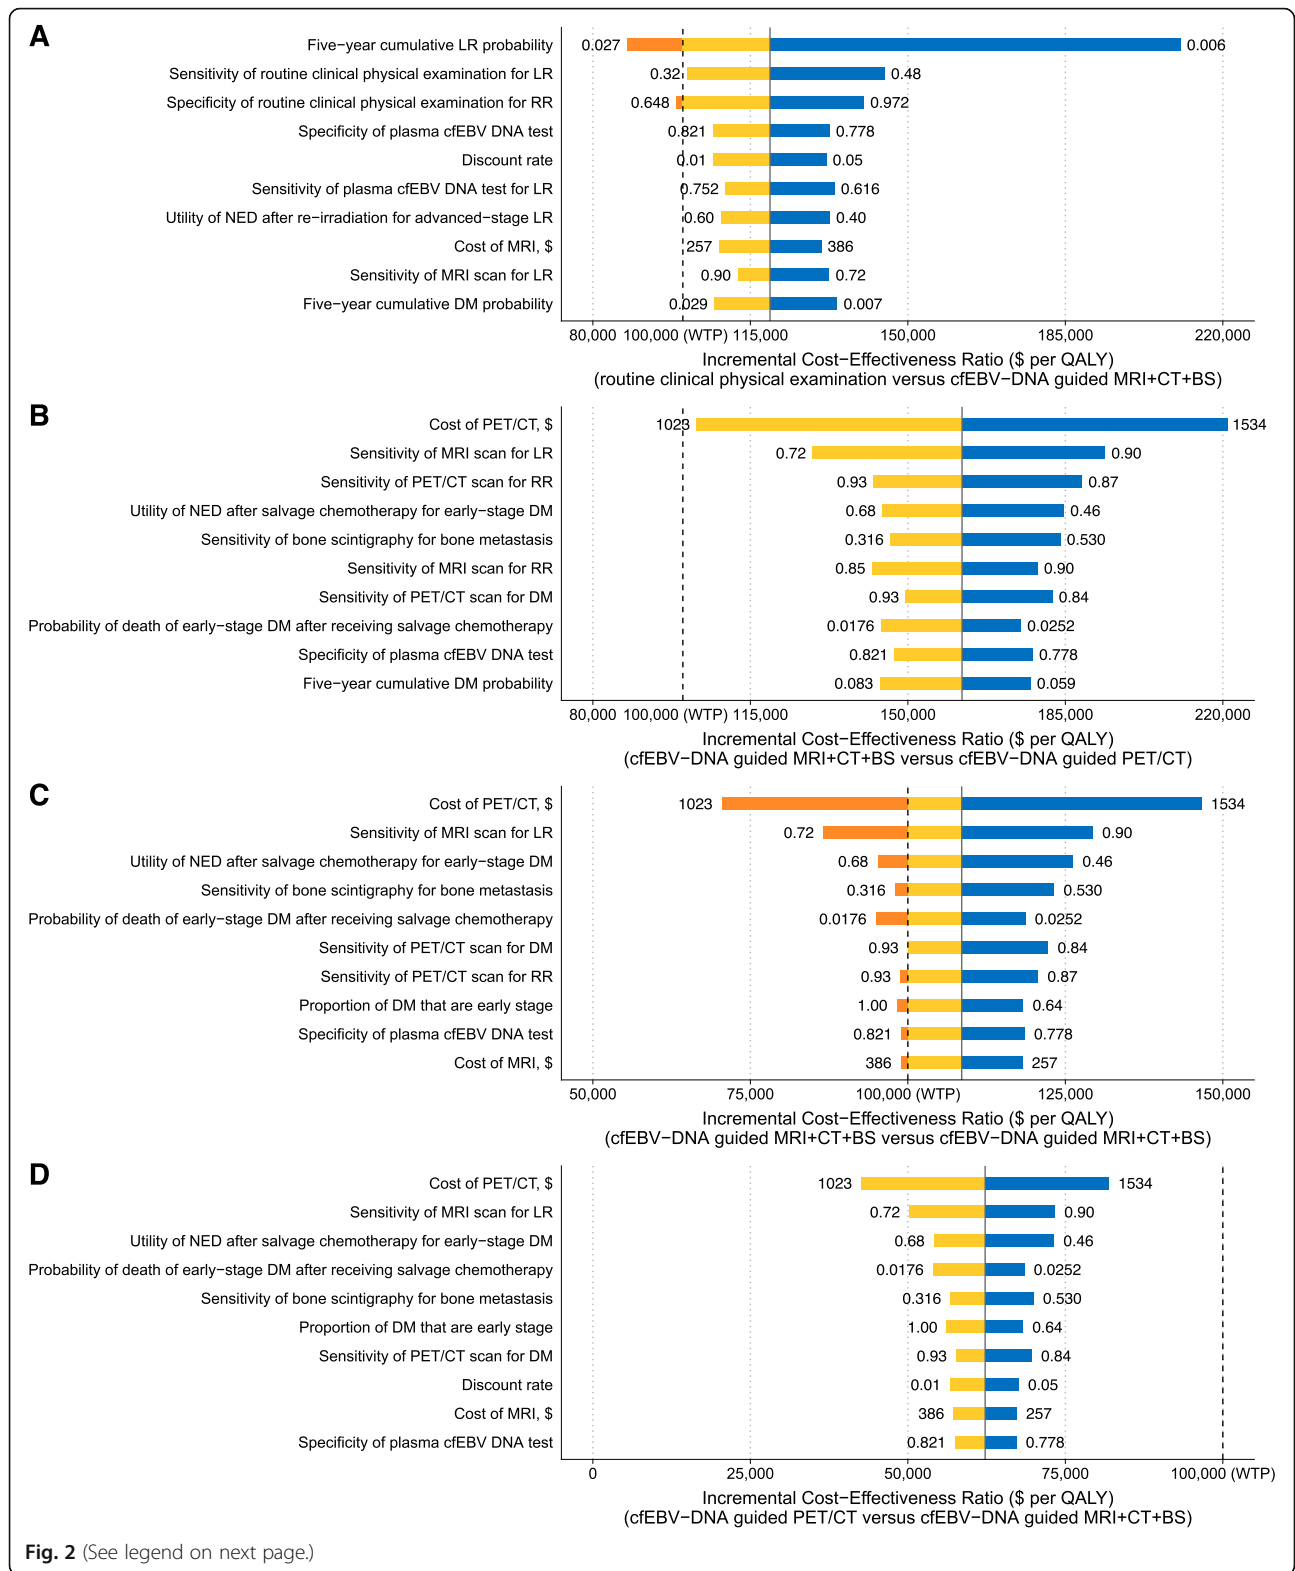 A
Five−year cumulative LR probability 0.027 0.006
Sensitivity of routine clinical physical examination for LR 0.32 0.48
Specificity of routine clinical physical examination for RR 0.648 0.972
Specificity of plasma cfEBV DNA test 0.821 0.778
Discount rate 0.01 0.05
Sensitivity of plasma cfEBV DNA test for LR 0.752 0.616
Utility of NED after re−irradiation for advanced−stage LR 0.60 0.40
Cost of MRI, $ 257 386
Sensitivity of MRI scan for LR 0.90 0.72
Five−year cumulative DM probability 0.029 0.007
80,000 100,000 (WTP) 115,000 150,000 185,000 220,000
Incremental Cost−Effectiveness Ratio ($ per QALY)
(routine clinical physical examination versus cfEBV−DNA guided MRI+CT+BS)
B
Cost of PET/CT, $ 1023 1534
Sensitivity of MRI scan for LR 0.72 0.90
Sensitivity of PET/CT scan for RR 0.93 0.87
Utility of NED after salvage chemotherapy for early−stage DM 0.68 0.46
Sensitivity of bone scintigraphy for bone metastasis 0.316 0.530
Sensitivity of MRI scan for RR 0.85 0.90
Sensitivity of PET/CT scan for DM 0.93 0.84
Probability of death of early−stage DM after receiving salvage chemotherapy 0.0176 0.0252
Specificity of plasma cfEBV DNA test 0.821 0.778
Five−year cumulative DM probability 0.083 0.059
80,000 100,000 (WTP) 115,000 150,000 185,000 220,000
Incremental Cost−Effectiveness Ratio ($ per QALY)
(cfEBV−DNA guided MRI+CT+BS versus cfEBV−DNA guided PET/CT)
C
Cost of PET/CT, $ 1023 1534
Sensitivity of MRI scan for LR 0.72 0.90
Utility of NED after salvage chemotherapy for early−stage DM 0.68 0.46
Sensitivity of bone scintigraphy for bone metastasis 0.316 0.530
Probability of death of early−stage DM after receiving salvage chemotherapy 0.0176 0.0252
Sensitivity of PET/CT scan for DM 0.93 0.84
Sensitivity of PET/CT scan for RR 0.93 0.87
Proportion of DM that are early stage 1.00 0.64
Specificity of plasma cfEBV DNA test 0.821 0.778
Cost of MRI, $ 386 257
50,000 75,000 100,000 (WTP) 125,000 150,000
Incremental Cost−Effectiveness Ratio ($ per QALY)
(cfEBV−DNA guided MRI+CT+BS versus cfEBV−DNA guided MRI+CT+BS)
D
Cost of PET/CT, $ 1023 1534
Sensitivity of MRI scan for LR 0.72 0.90
Utility of NED after salvage chemotherapy for early−stage DM 0.68 0.46
Probability of death of early−stage DM after receiving salvage chemotherapy 0.0176 0.0252
Sensitivity of bone scintigraphy for bone metastasis 0.316 0.530
Proportion of DM that are early stage 1.00 0.64
Sensitivity of PET/CT scan for DM 0.93 0.84
Discount rate 0.01 0.05
Cost of MRI, $ 386 257
Specificity of plasma cfEBV DNA test 0.821 0.778
0 25,000 50,000 75,000 100,000 (WTP)
Incremental Cost−Effectiveness Ratio ($ per QALY)
(cfEBV−DNA guided PET/CT versus cfEBV−DNA guided MRI+CT+BS)
Fig. 2 (See legend on next page.)